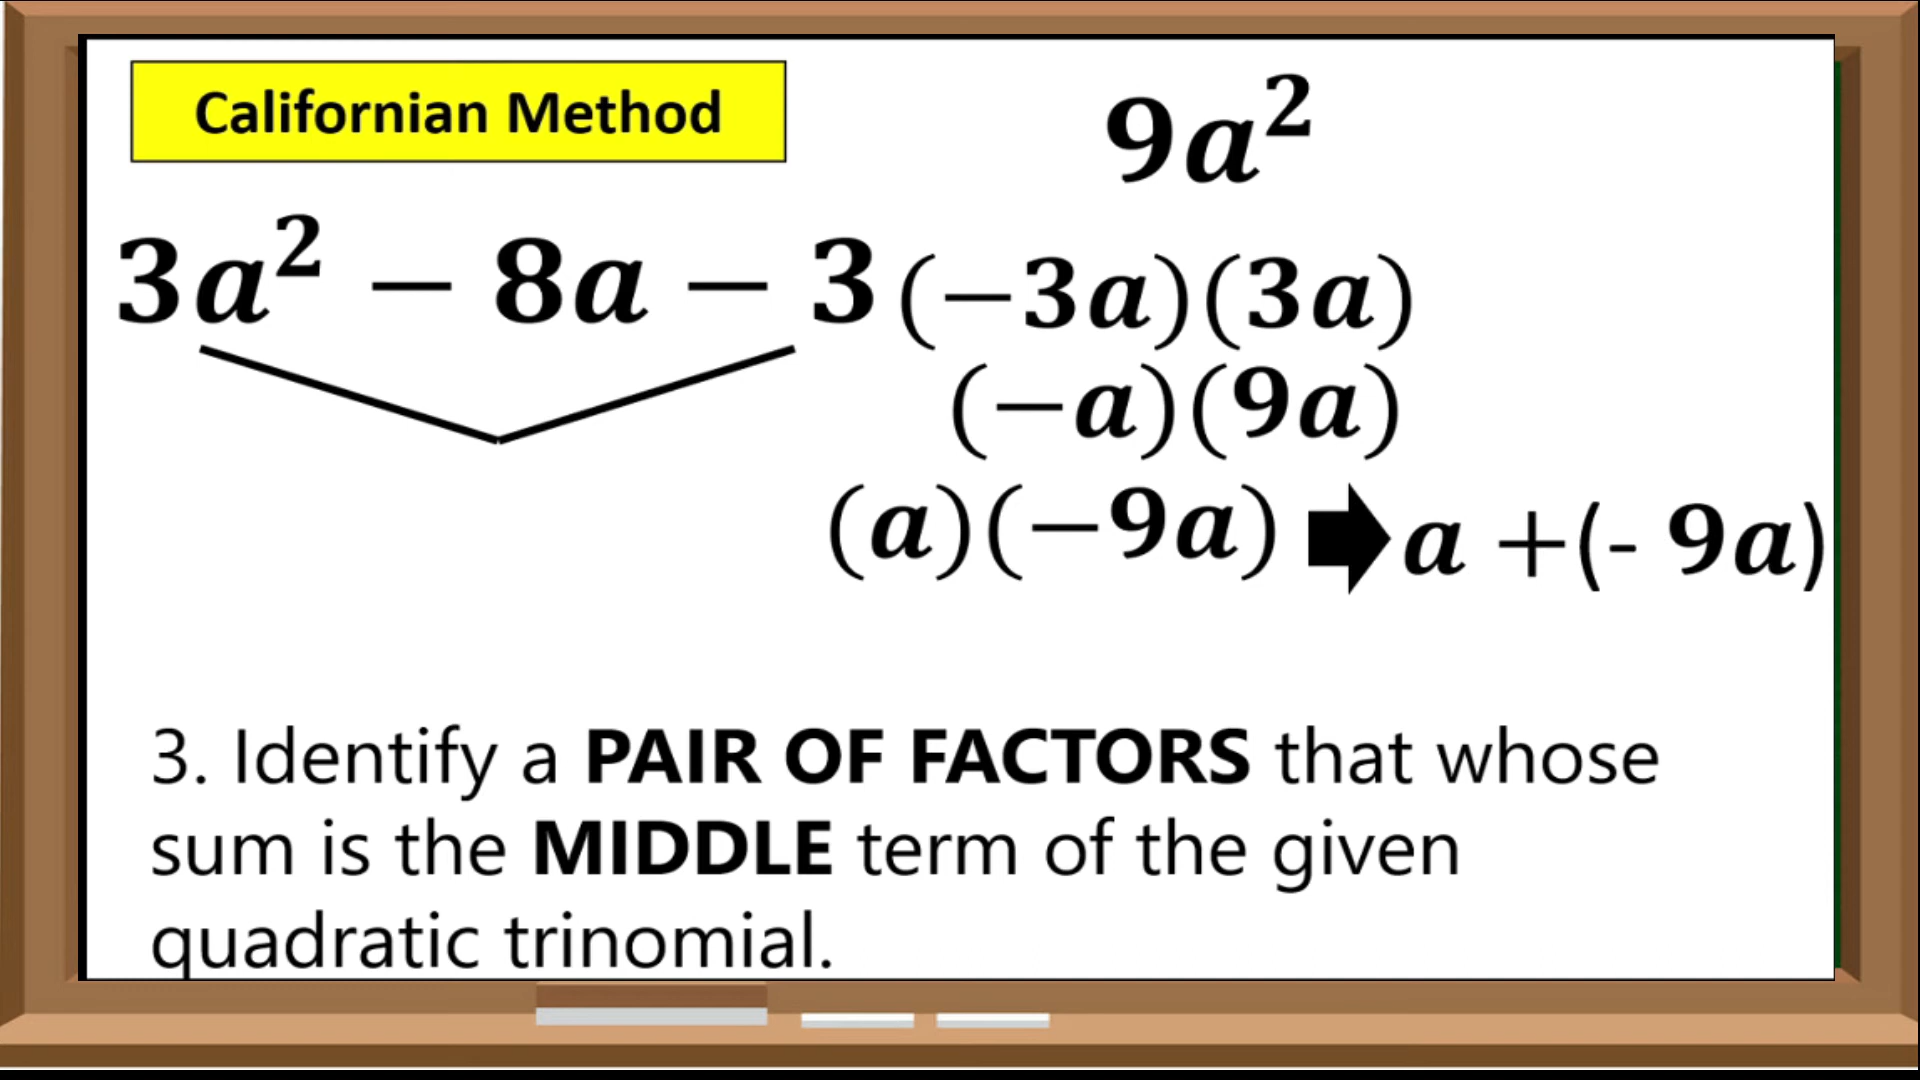 Californian Method
9a²
3a² − 8a − 3
(−3a)(3a)
(−a)(9a)
(a)(−9a) ➡ a +(- 9a)
3. Identify a PAIR OF FACTORS that whose
sum is the MIDDLE term of the given
quadratic trinomial.